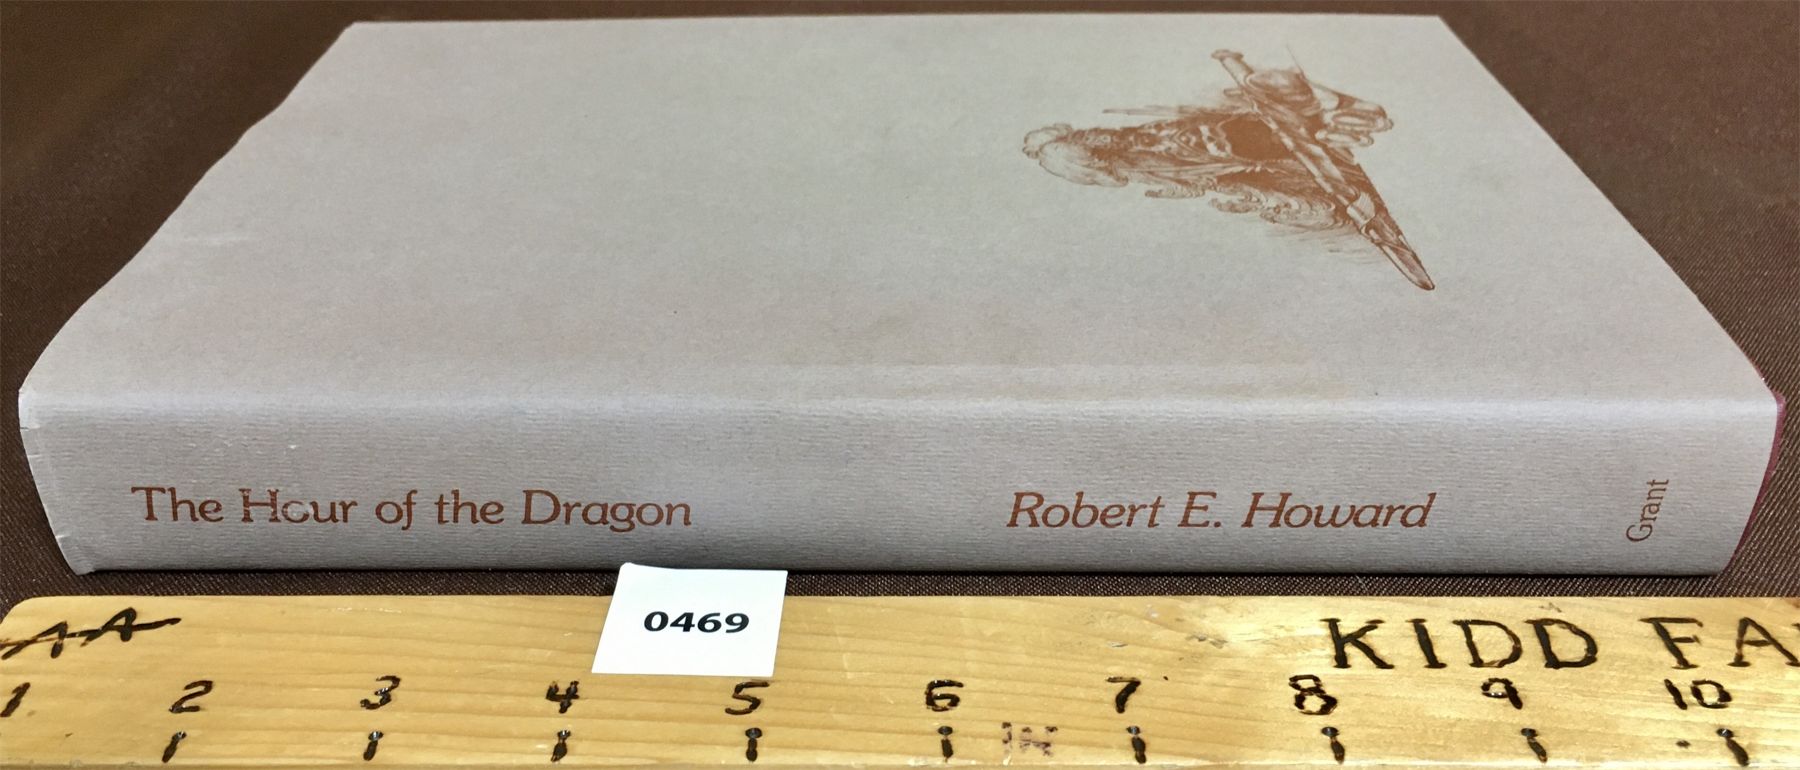 The Hour of the Dragon
Robert E. Howard
Grant
0469
AA
KIDD FA
1 2 3 4 5 6 7 8 9 10